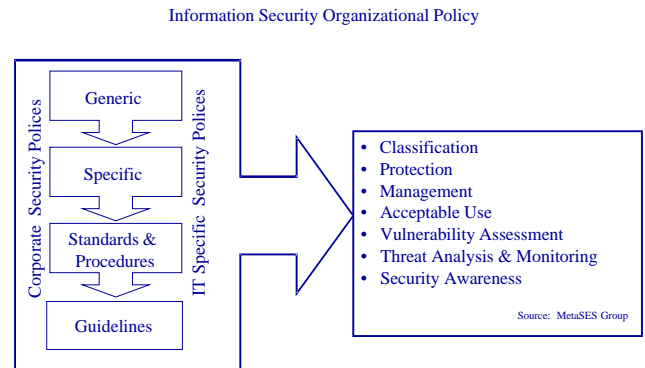 Information Security Organizational Policy
Corporate Security Polices
Generic
Specific
Standards &
Procedures
Guidelines
IT Specific Security Polices
• Classification
• Protection
• Management
• Acceptable Use
• Vulnerability Assessment
• Threat Analysis & Monitoring
• Security Awareness
Source: MetaSES Group